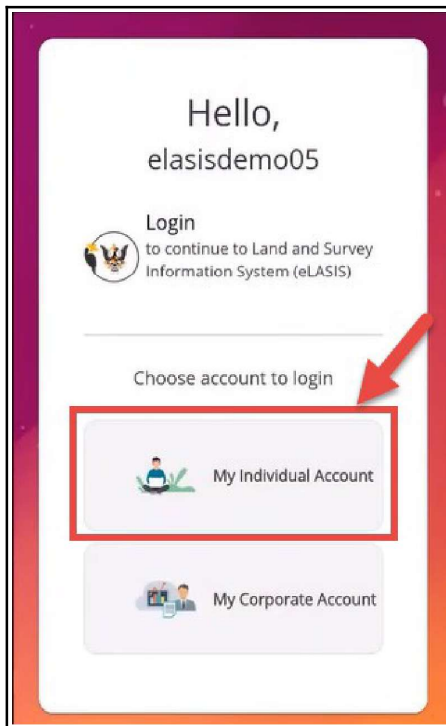 Hello,
elasisdemo05
Login
to continue to Land and Survey
Information System (eLASIS)
Choose account to login
My Individual Account
My Corporate Account